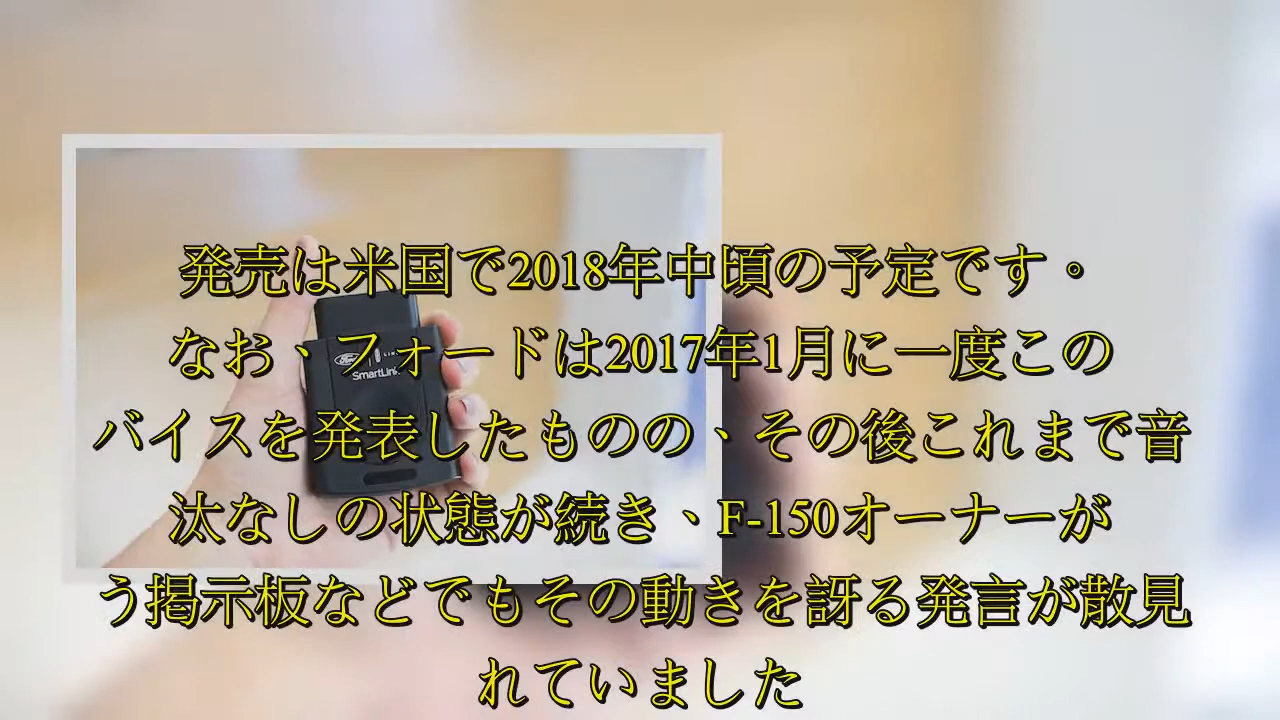 発売は米国で2018年中頃の予定です。
なお、フォードは2017年1月に一度この
バイスを発表したものの、その後これまで音
汰なしの状態が続き、F-150オーナーが
う掲示板などでもその動きを訝る発言が散見
れていました
Ford
SmartLink